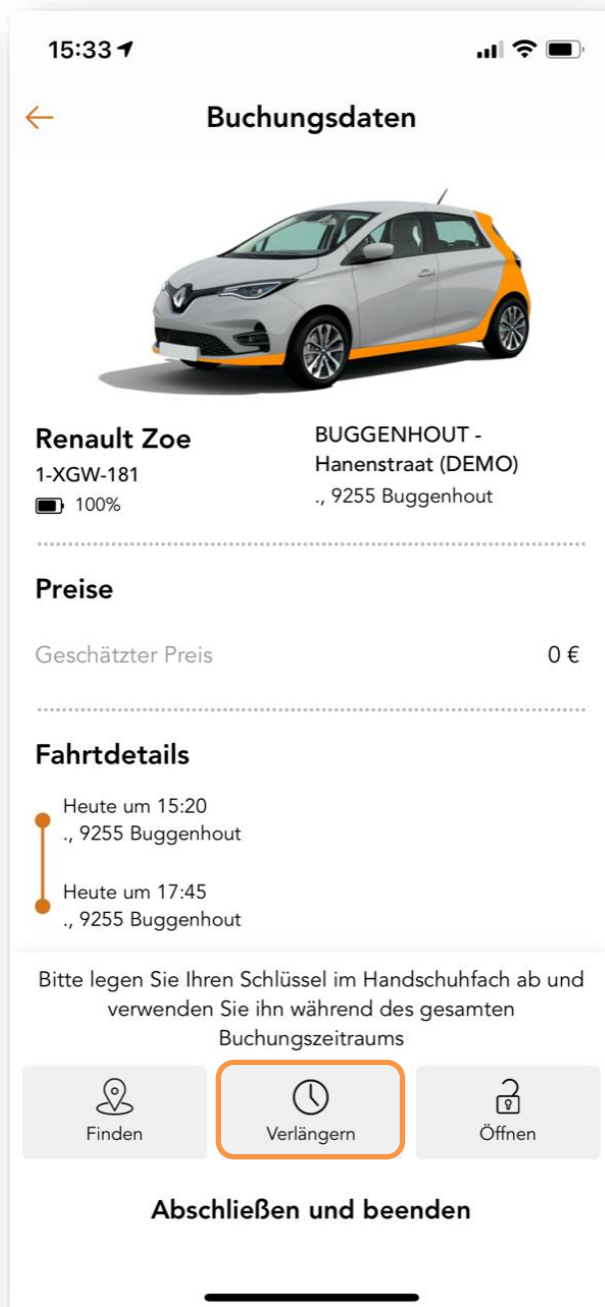 15:33
Buchungsdaten
Renault Zoe
1-XGW-181
100%
BUGGENHOUT -
Hanenstraat (DEMO)
., 9255 Buggenhout
Preise
Geschätzter Preis 0 €
Fahrtdetails
Heute um 15:20
., 9255 Buggenhout
Heute um 17:45
., 9255 Buggenhout
Bitte legen Sie Ihren Schlüssel im Handschuhfach ab und
verwenden Sie ihn während des gesamten
Buchungszeitraums
Finden Verlängern Öffnen
Abschließen und beenden